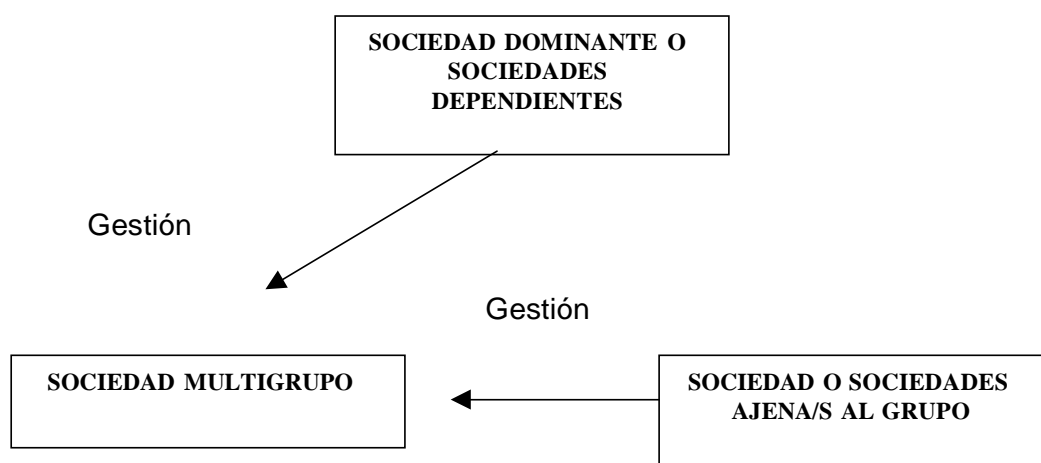 SOCIEDAD DOMINANTE O
SOCIEDADES
DEPENDIENTES
Gestión
Gestión
SOCIEDAD MULTIGRUPO
SOCIEDAD O SOCIEDADES
AJENA/S AL GRUPO